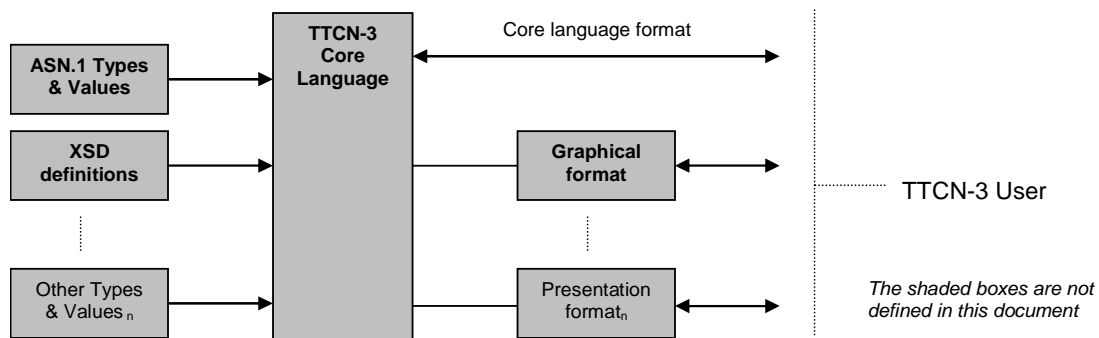 TTCN-3
Core
Language
Core language format
ASN.1 Types
& Values
XSD
definitions
Graphical
format
TTCN-3 User
Other Types
& Values n
Presentation
formatn
The shaded boxes are not
defined in this document